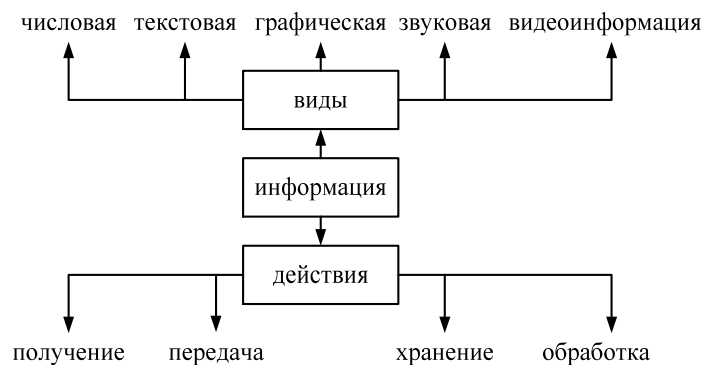 числовая текстовая графическая звуковая видеоинформация
виды
информация
действия
получение передача хранение обработка